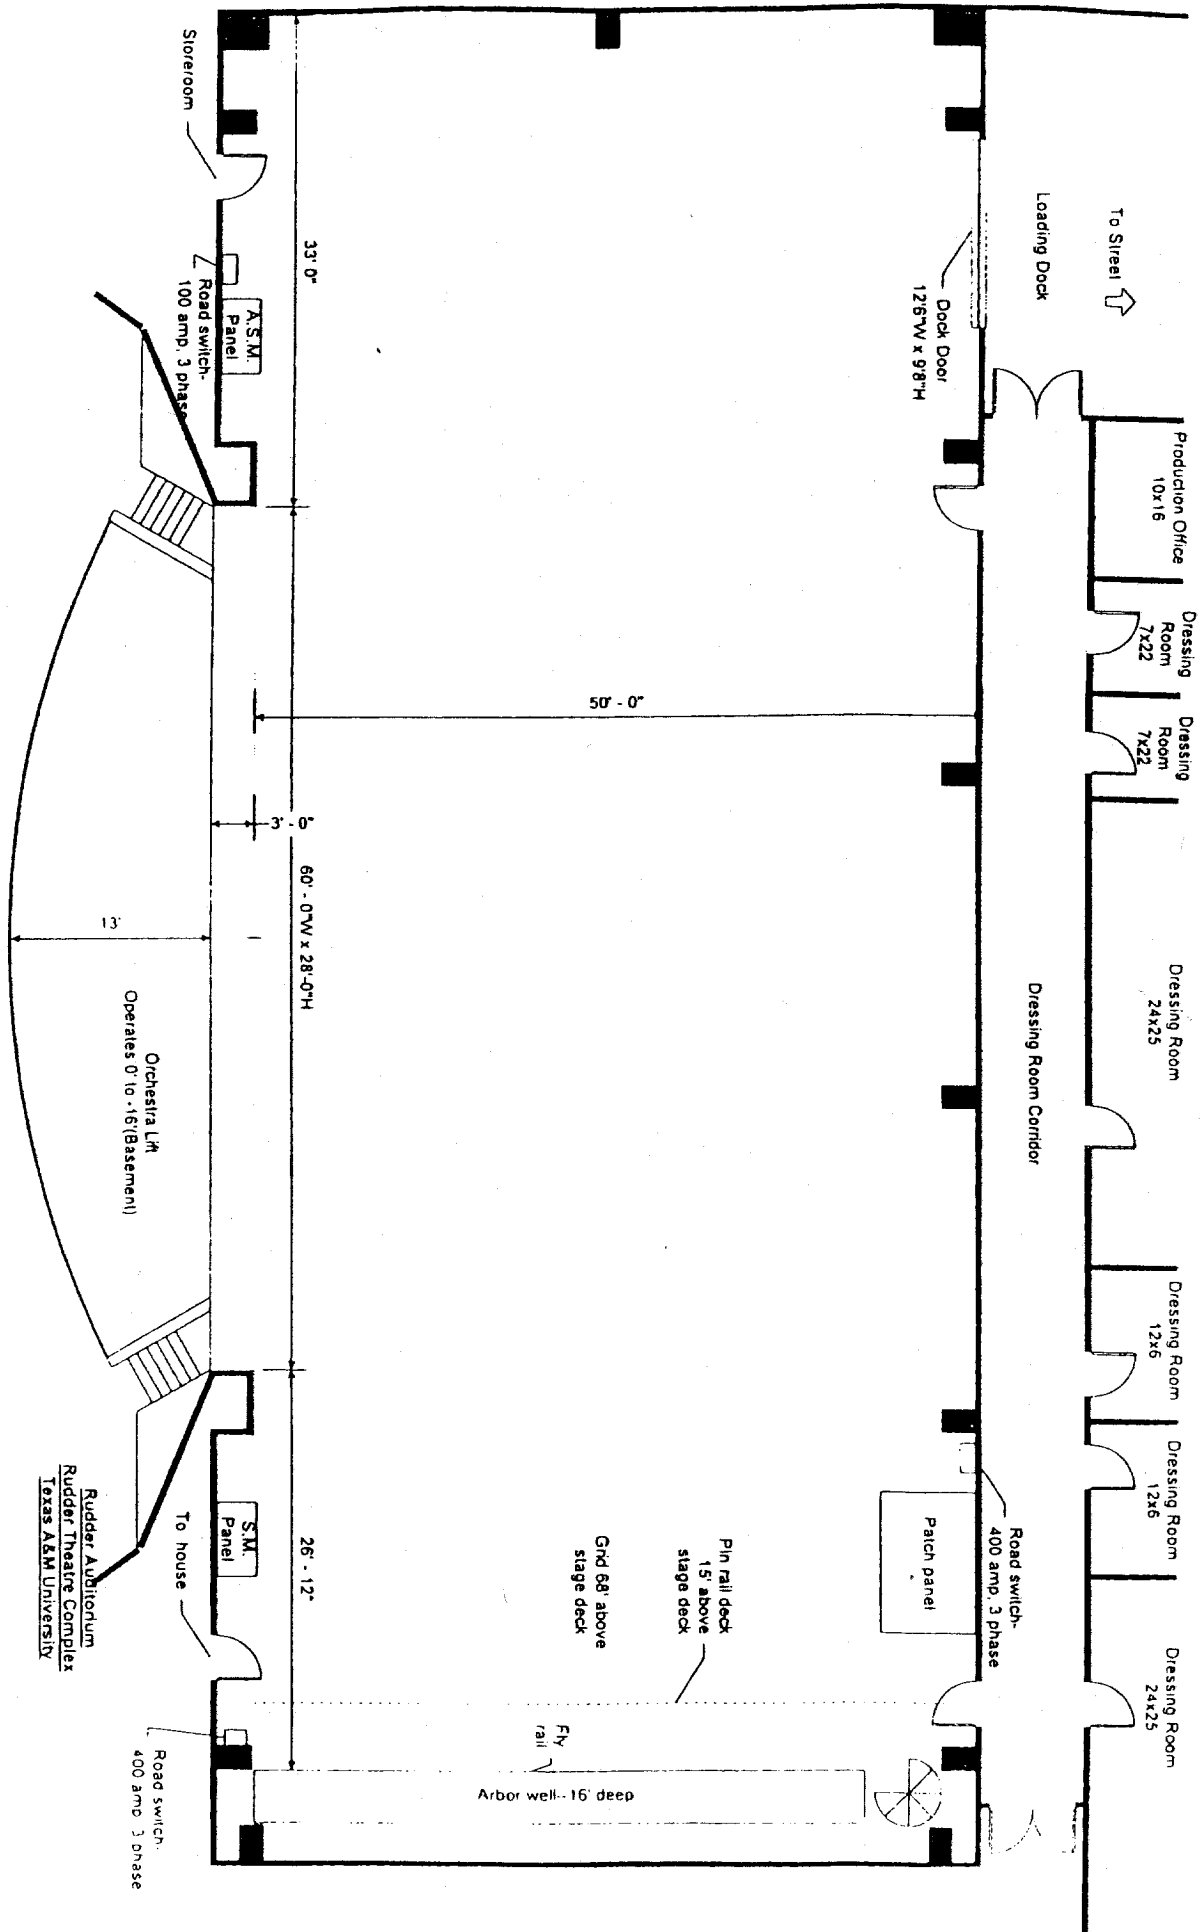 To Street
Loading Dock
Storeroom
33' 0"
Dock Door
12'6"W x 9'8"H
A.S.M.
Panel
Road switch-
100 amp, 3 phase
Production Office
10x16
Dressing
Room
7x22
Dressing
Room
7x22
50' - 0"
3' - 0"
60' - 0"W x 28'-0"H
13'
Orchestra Lift
Operates 0' to -16'(Basement)
Dressing Room Corridor
Dressing Room
24x25
Dressing Room
12x6
Dressing Room
12x6
Dressing Room
24x25
Road switch-
400 amp, 3 phase
Patch panel
Pin rail deck
15' above
stage deck
Grid 68' above
stage deck
26' - 12"
S.M.
Panel
To house
Fly
rail
Arbor well--16' deep
Road switch-
400 amp 3 phase
Rudder Auditorium
Rudder Theatre Complex
Texas A&M University